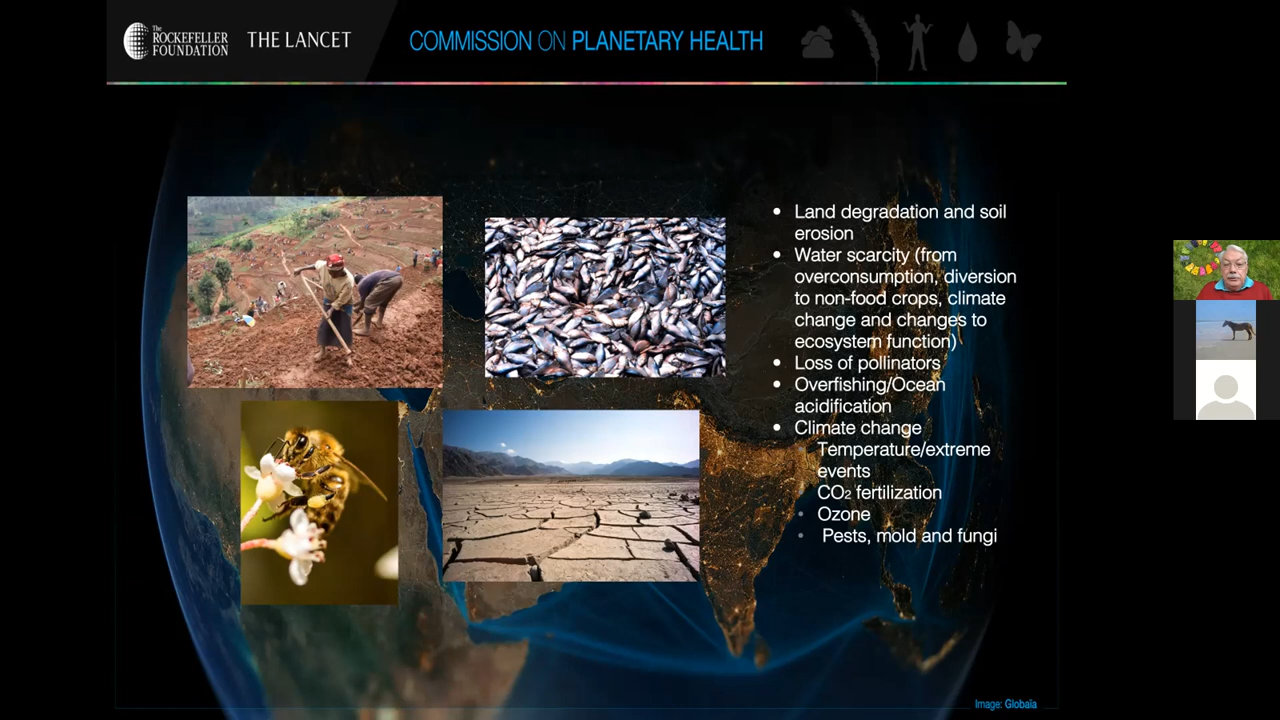 The
ROCKEFELLER
FOUNDATION
THE LANCET
COMMISSION ON PLANETARY HEALTH
• Land degradation and soil
erosion
• Water scarcity (from
overconsumption, diversion
to non-food crops, climate
change and changes to
ecosystem function)
• Loss of pollinators
• Overfishing/Ocean
acidification
• Climate change
Temperature/extreme
events
CO₂ fertilization
• Ozone
• Pests, mold and fungi
Image: Globaïa